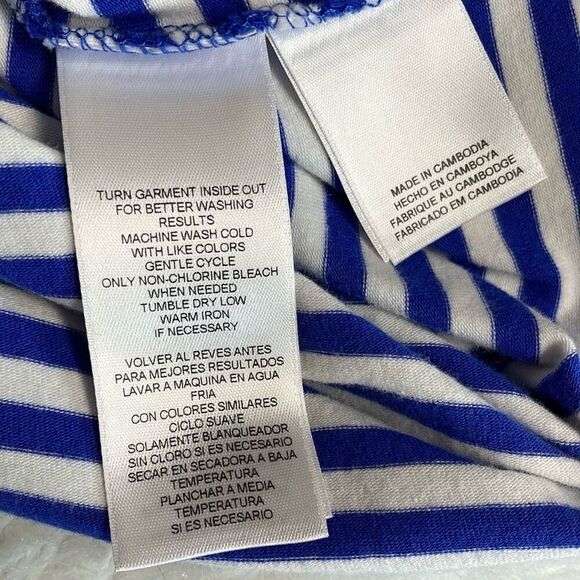 TURN GARMENT INSIDE OUT
FOR BETTER WASHING
RESULTS
MACHINE WASH COLD
WITH LIKE COLORS
GENTLE CYCLE
ONLY NON-CHLORINE BLEACH
WHEN NEEDED
TUMBLE DRY LOW
WARM IRON
IF NECESSARY
VOLVER AL REVES ANTES
PARA MEJORES RESULTADOS
LAVAR A MAQUINA EN AGUA
FRIA
CON COLORES SIMILARES
CICLO SUAVE
SOLAMENTE BLANQUEADOR
SIN CLORO SI ES NECESARIO
SECAR EN SECADORA A BAJA
TEMPERATURA
PLANCHAR A MEDIA
TEMPERATURA
SI ES NECESARIO
MADE IN CAMBODIA
HECHO EN CAMBOYA
FABRIQUE AU CAMBODGE
FABRICADO EM CAMBODIA